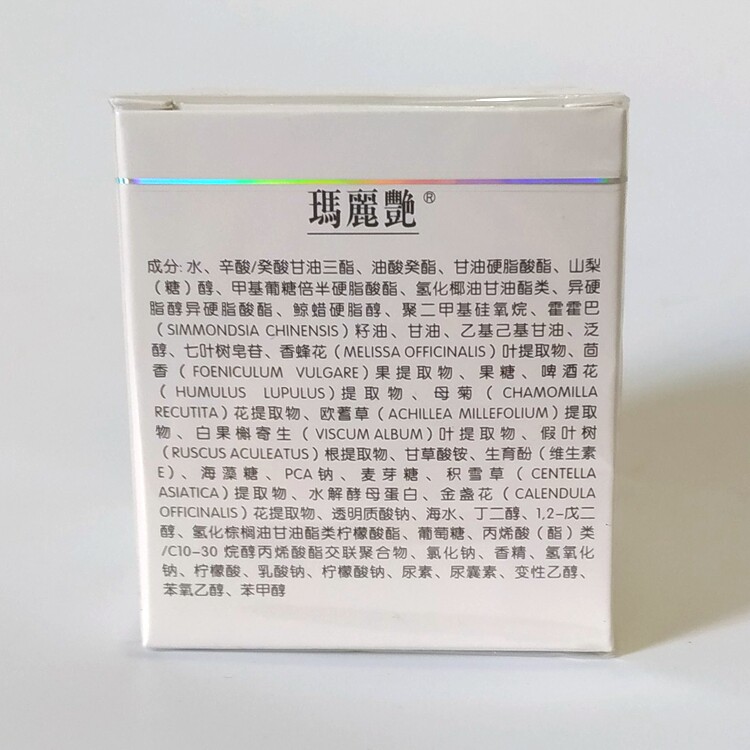 瑪麗艷®
成分:水、辛酸/癸酸甘油三酯、油酸癸酯、甘油硬脂酸酯、山梨
(糖)醇、甲基葡糖倍半硬脂酸酯、氢化椰油甘油酯类、异硬
脂醇异硬脂酸酯、鲸蜡硬脂醇、聚二甲基硅氧烷、霍霍巴
(SIMMONDSIA CHINENSIS)籽油、甘油、乙基己基甘油、泛
醇、七叶树皂苷、香蜂花(MELISSA OFFICINALIS)叶提取物、茴
香(FOENICULUM VULGARE)果提取物、果糖、啤酒花
(HUMULUS LUPULUS)提取物、母菊(CHAMOMILLA
RECUTITA)花提取物、欧蓍草(ACHILLEA MILLEFOLIUM)提取
物、白果槲寄生(VISCUM ALBUM)叶提取物、假叶树
(RUSCUS ACULEATUS)根提取物、甘草酸铵、生育酚(维生素
E)、海藻糖、PCA钠、麦芽糖、积雪草(CENTELLA
ASIATICA)提取物、水解酵母蛋白、金盏花(CALENDULA
OFFICINALIS)花提取物、透明质酸钠、海水、丁二醇、1,2-戊二
醇、氢化棕榈油甘油酯类柠檬酸酯、葡萄糖、丙烯酸(酯)类
/C10-30 烷醇丙烯酸酯交联聚合物、氯化钠、香精、氢氧化
钠、柠檬酸、乳酸钠、柠檬酸钠、尿素、尿囊素、变性乙醇、
苯氧乙醇、苯甲醇